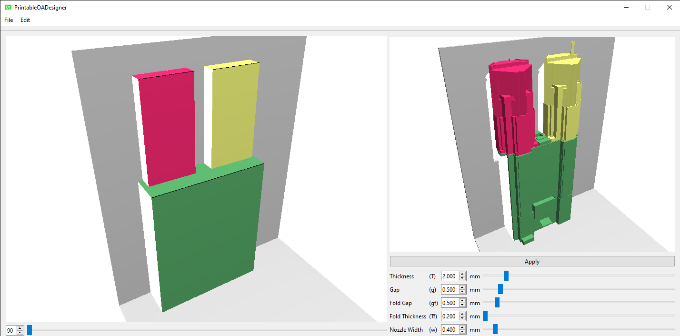 PrintableOADesigner
File Edit
Apply
Thickness (T) 2.000 mm
Gap (g) 0.500 mm
Fold Gap (gf) 0.500 mm
Fold Thickness (Tf) 0.200 mm
Nozzle Width (w) 0.400 mm
90